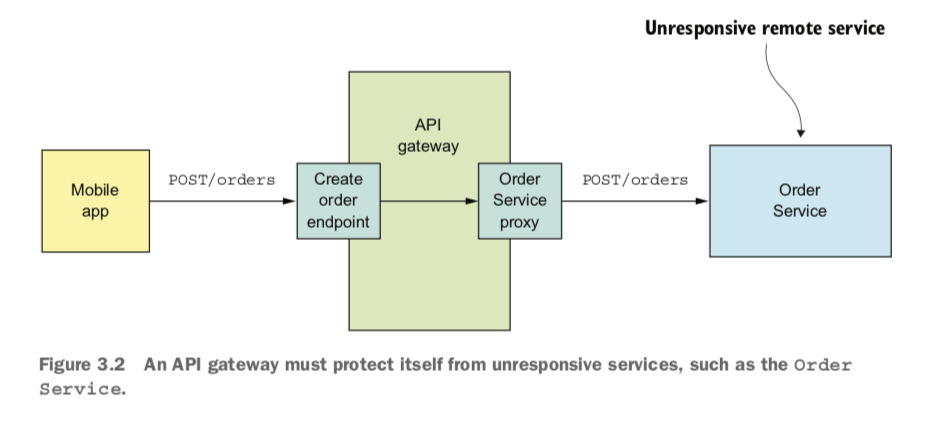 Unresponsive remote service
API
gateway
Mobile
app
POST/orders
Create
order
endpoint
Order
Service
proxy
POST/orders
Order
Service
Figure 3.2 An API gateway must protect itself from unresponsive services, such as the Order
Service.